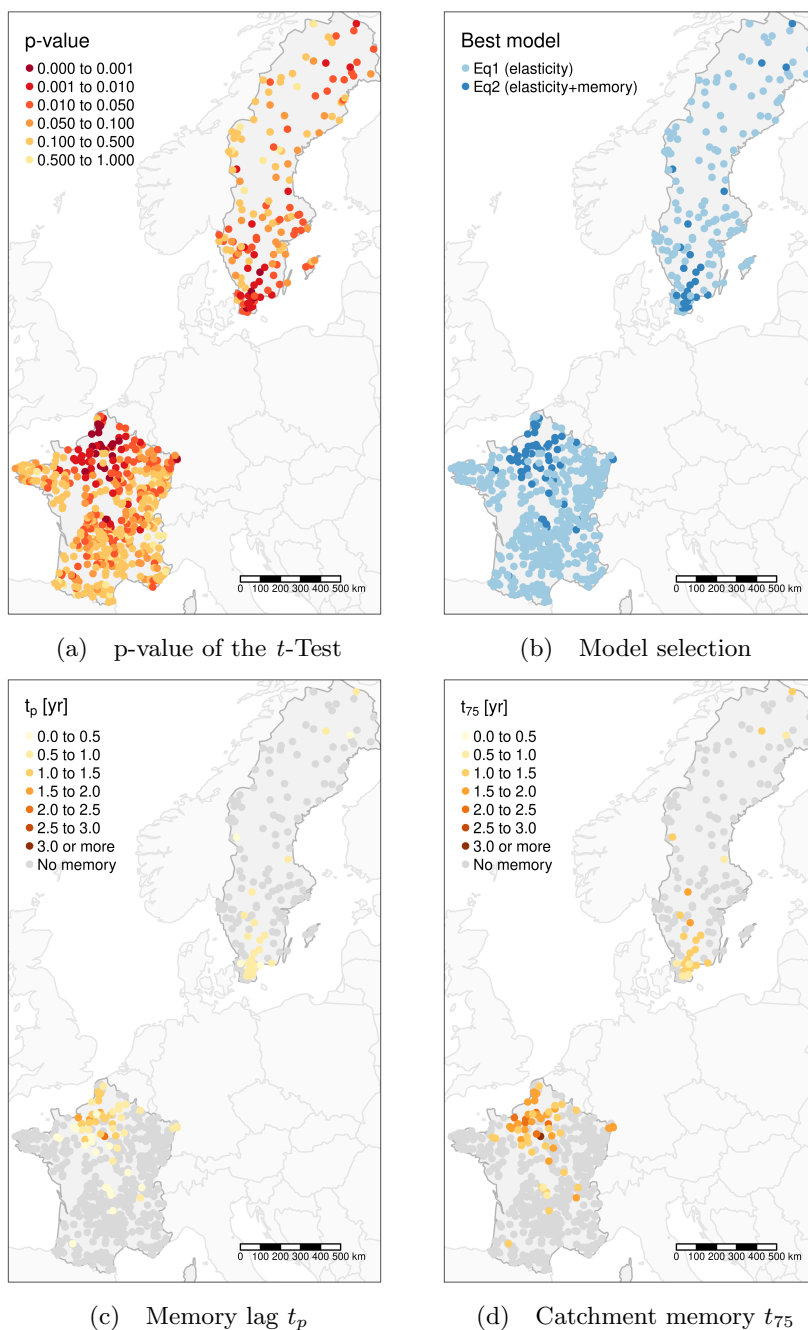 p-value
0.000 to 0.001
0.001 to 0.010
0.010 to 0.050
0.050 to 0.100
0.100 to 0.500
0.500 to 1.000
0 100 200 300 400 500 km
(a) p-value of the t-Test
Best model
Eq1 (elasticity)
Eq2 (elasticity+memory)
0 100 200 300 400 500 km
(b) Model selection
tp [yr]
0.0 to 0.5
0.5 to 1.0
1.0 to 1.5
1.5 to 2.0
2.0 to 2.5
2.5 to 3.0
3.0 or more
No memory
0 100 200 300 400 500 km
(c) Memory lag tp
t75 [yr]
0.0 to 0.5
0.5 to 1.0
1.0 to 1.5
1.5 to 2.0
2.0 to 2.5
2.5 to 3.0
3.0 or more
No memory
0 100 200 300 400 500 km
(d) Catchment memory t75